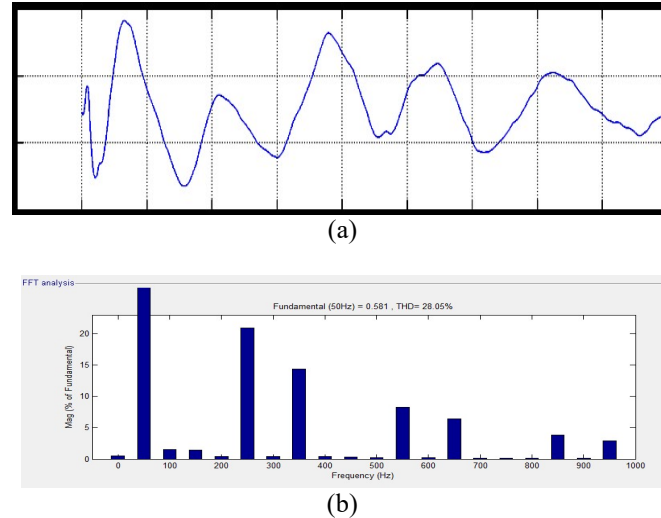 (a)
FFT analysis
Fundamental (50Hz) = 0.581 , THD= 28.05%
Mag (% of Fundamental)
20
15
10
5
0
0 100 200 300 400 500 600 700 800 900 1000
Frequency (Hz)
(b)